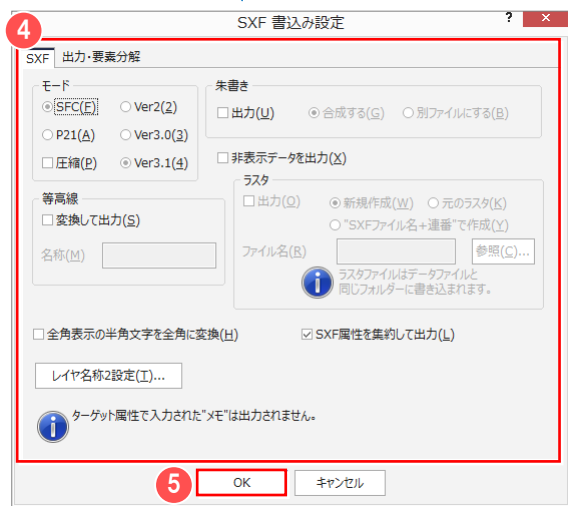 4
SXF 書込み設定
? ×
SXF 出力・要素分解
モード
SFC(F) Ver2(2)
P21(A) Ver3.0(3)
圧縮(P) Ver3.1(4)
朱書き
出力(U) 合成する(G) 別ファイルにする(B)
非表示データを出力(X)
等高線
変換して出力(S)
名称(M)
ラスタ
出力(O) 新規作成(W) 元のラスタ(K)
"SXFファイル名+連番"で作成(Y)
ファイル名(R) 参照(C)...
ラスタファイルはデータファイルと
同じフォルダーに書き込まれます。
全角表示の半角文字を全角に変換(H) SXF属性を集約して出力(L)
レイヤ名称2設定(T)...
ターゲット属性で入力された"メモ"は出力されません。
5 OK キャンセル